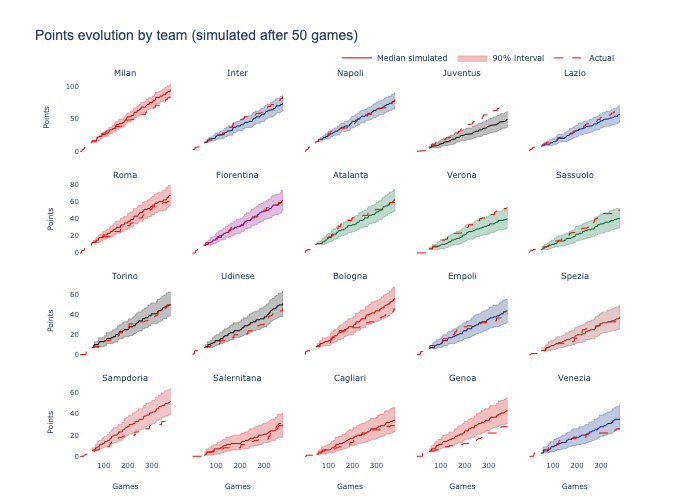 Points evolution by team (simulated after 50 games)
Median simulated 90% interval Actual
Milan Inter Napoli Juventus Lazio
100
50
0
Points
Roma Fiorentina Atalanta Verona Sassuolo
80
60
40
20
0
Points
Torino Udinese Bologna Empoli Spezia
60
40
20
0
Points
Sampdoria Salernitana Cagliari Genoa Venezia
60
40
20
0
Points
100 200 300 100 200 300 100 200 300 100 200 300 100 200 300
Games Games Games Games Games